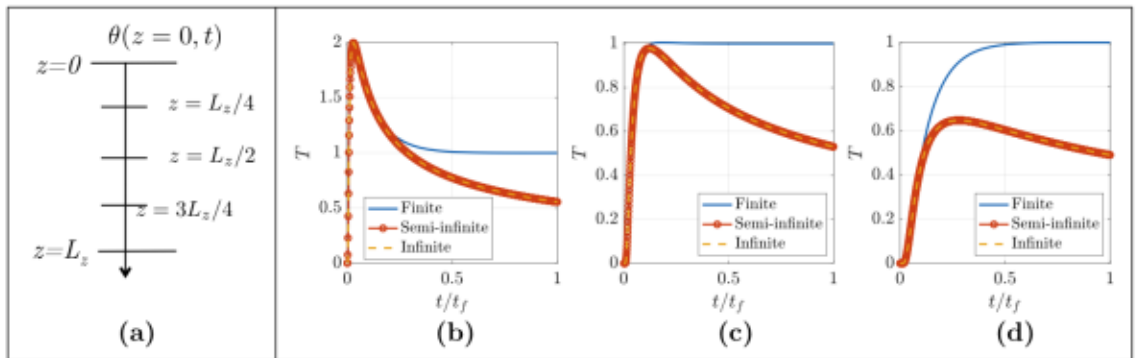 θ(z = 0, t)
z=0
z = L_z/4
z = L_z/2
z = 3L_z/4
z=L_z
(a)
2
1.5
1
0.5
0
T
Finite
Semi-infinite
Infinite
0
0.5
1
t/t_f
(b)
1
0.8
0.6
0.4
0.2
0
T
Finite
Semi-infinite
Infinite
0
0.5
1
t/t_f
(c)
1
0.8
0.6
0.4
0.2
0
T
Finite
Semi-infinite
Infinite
0
0.5
1
t/t_f
(d)